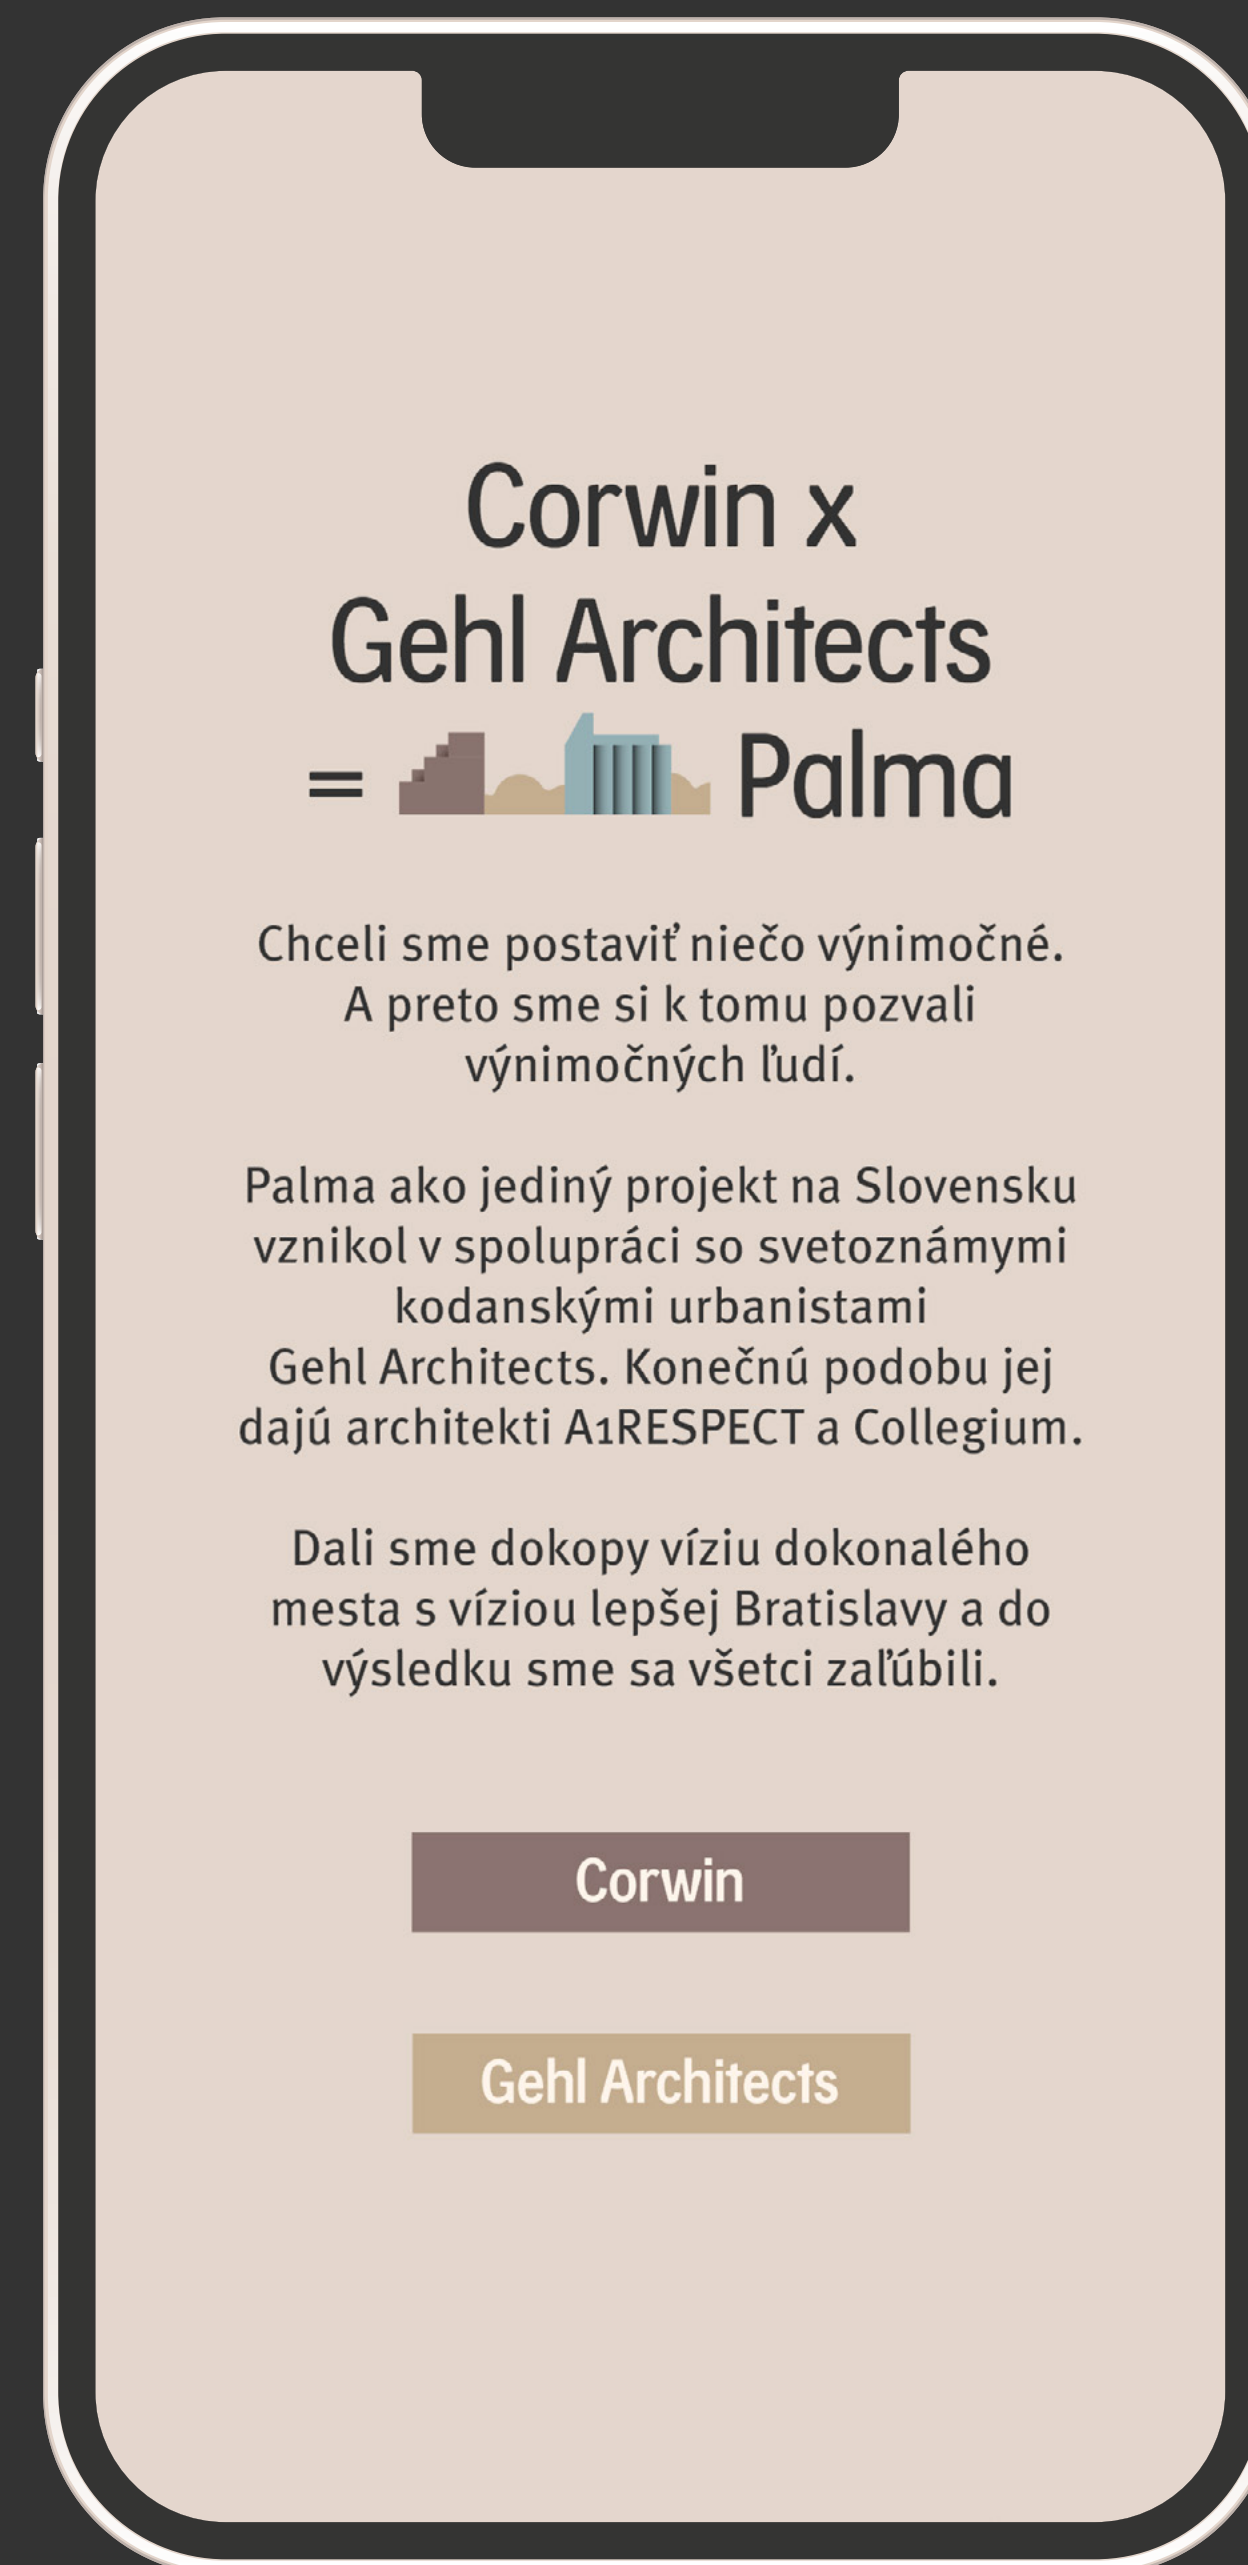 Corwin x
Gehl Architects
= Palma
Chceli sme postaviť niečo výnimočné.
A preto sme si k tomu pozvali
výnimočných ľudí.
Palma ako jediný projekt na Slovensku
vznikol v spolupráci so svetoznámymi
kodanskými urbanistami
Gehl Architects. Konečnú podobu jej
dajú architekti A1RESPECT a Collegium.
Dali sme dokopy víziu dokonalého
mesta s víziou lepšej Bratislavy a do
výsledku sme sa všetci zaľúbili.
Corwin
Gehl Architects